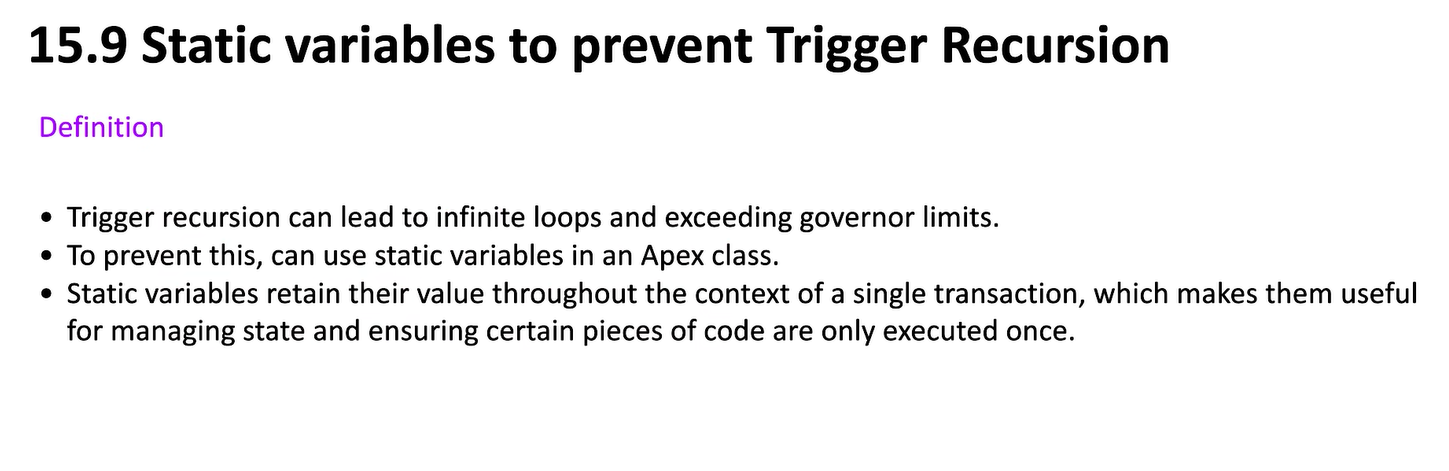 15.9 Static variables to prevent Trigger Recursion
Definition
• Trigger recursion can lead to infinite loops and exceeding governor limits.
• To prevent this, can use static variables in an Apex class.
• Static variables retain their value throughout the context of a single transaction, which makes them useful
for managing state and ensuring certain pieces of code are only executed once.